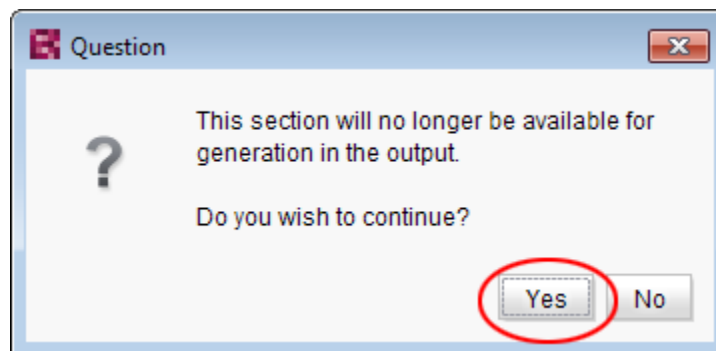 Question
This section will no longer be available for
generation in the output.
Do you wish to continue?
Yes No